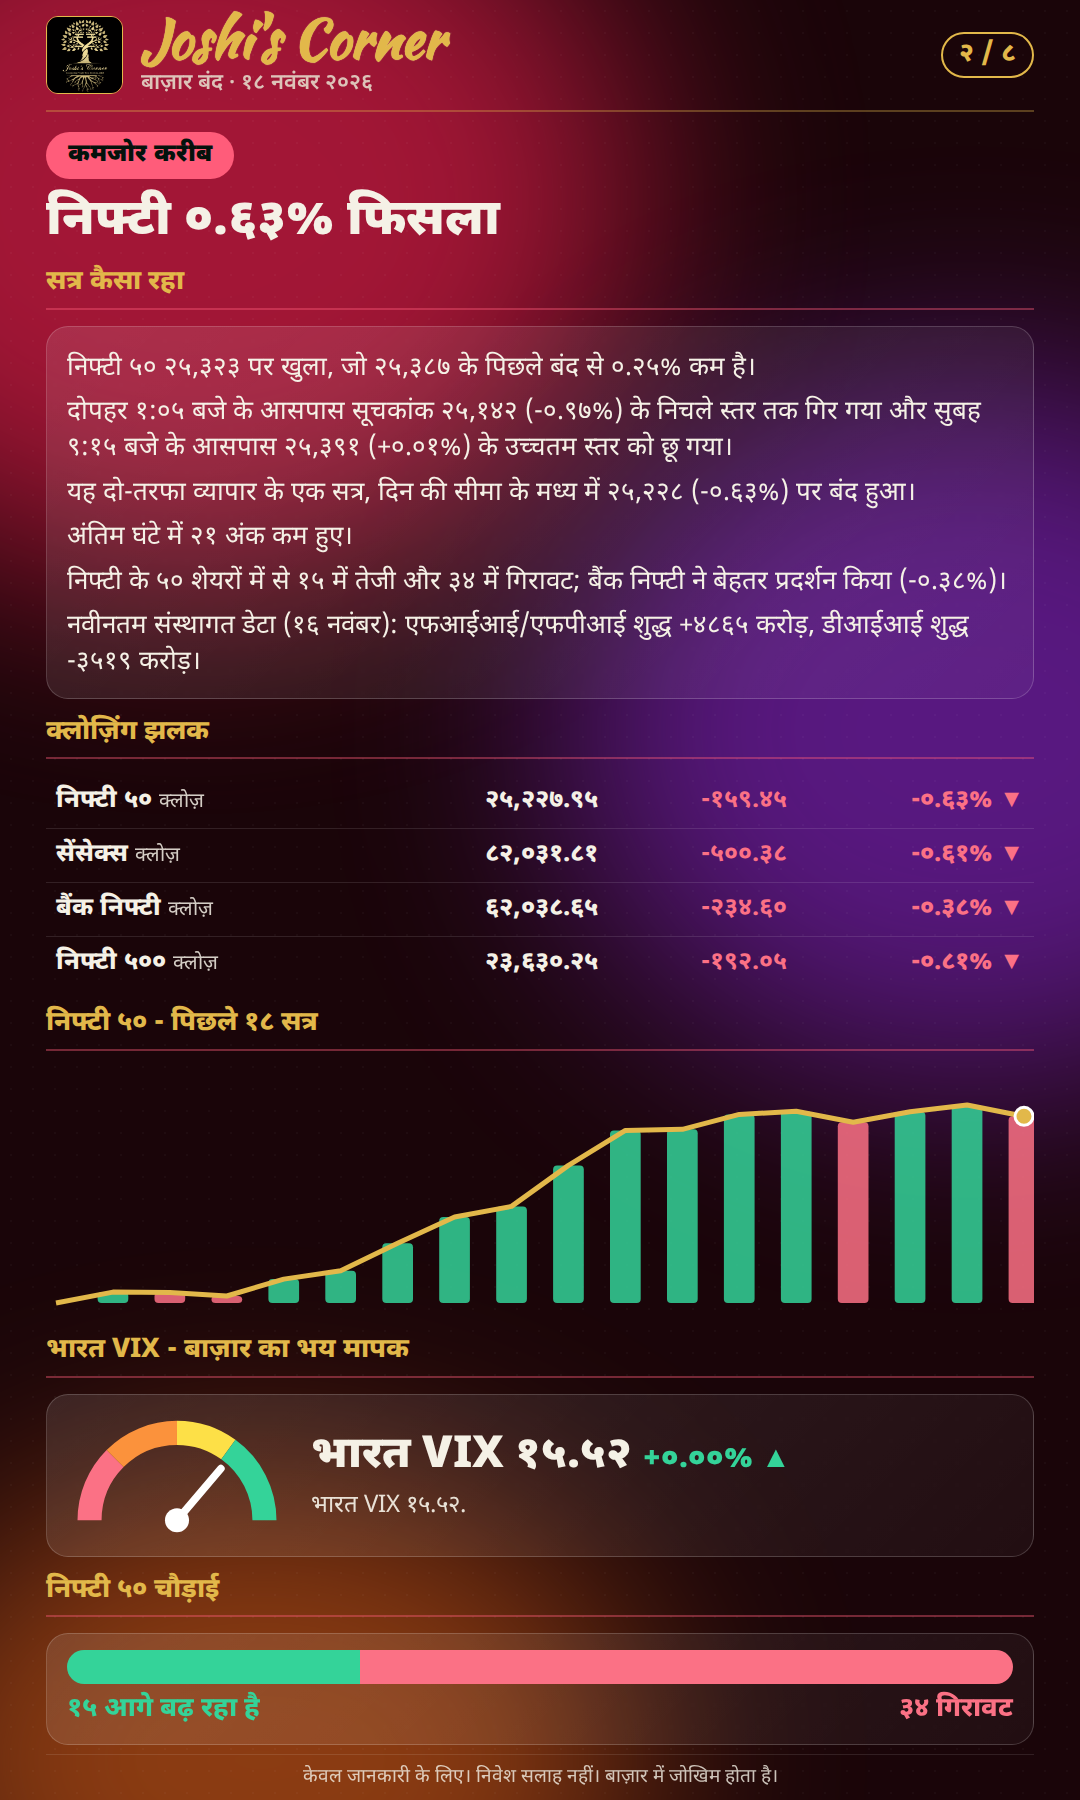 Joshi's Corner
Joshi's Corner
बाज़ार बंद · १८ नवंबर २०२६
२ / ८
कमजोर करीब
निफ्टी ०.६३% फिसला
सत्र कैसा रहा
निफ्टी ५० २५,३२३ पर खुला, जो २५,३८७ के पिछले बंद से ०.२५% कम है।
दोपहर १:०५ बजे के आसपास सूचकांक २५,१४२ (-०.९७%) के निचले स्तर तक गिर गया और सुबह
९:१५ बजे के आसपास २५,३९१ (+०.०१%) के उच्चतम स्तर को छू गया।
यह दो-तरफा व्यापार के एक सत्र, दिन की सीमा के मध्य में २५,२२८ (-०.६३%) पर बंद हुआ।
अंतिम घंटे में २१ अंक कम हुए।
निफ्टी के ५० शेयरों में से १५ में तेजी और ३४ में गिरावट; बैंक निफ्टी ने बेहतर प्रदर्शन किया (-०.३८%)।
नवीनतम संस्थागत डेटा (१६ नवंबर): एफआईआई/एफपीआई शुद्ध +४८६५ करोड़, डीआईआई शुद्ध
-३५१९ करोड़।
क्लोज़िंग झलक
निफ्टी ५० क्लोज़ २५,२२७.९५ -१५९.४५ -०.६३% ▼
सेंसेक्स क्लोज़ ८२,०३१.८१ -५००.३८ -०.६१% ▼
बैंक निफ्टी क्लोज़ ६२,०३८.६५ -२३४.६० -०.३८% ▼
निफ्टी ५०० क्लोज़ २३,६३०.२५ -१९२.०५ -०.८१% ▼
निफ्टी ५० - पिछले १८ सत्र
भारत VIX - बाज़ार का भय मापक
भारत VIX १५.५२ +०.००% ▲
भारत VIX १५.५२.
निफ्टी ५० चौड़ाई
१५ आगे बढ़ रहा है
३४ गिरावट
केवल जानकारी के लिए। निवेश सलाह नहीं। बाज़ार में जोखिम होता है।